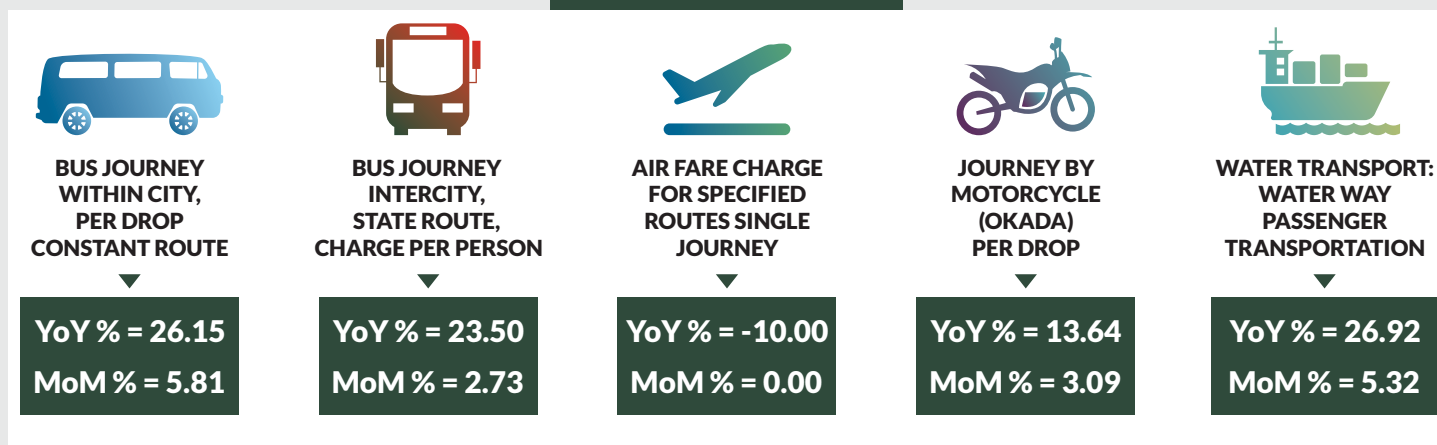 BUS JOURNEY
WITHIN CITY,
PER DROP
CONSTANT ROUTE
YoY % = 26.15
MoM % = 5.81
BUS JOURNEY
INTERCITY,
STATE ROUTE,
CHARGE PER PERSON
YoY % = 23.50
MoM % = 2.73
AIR FARE CHARGE
FOR SPECIFIED
ROUTES SINGLE
JOURNEY
YoY % = -10.00
MoM % = 0.00
JOURNEY BY
MOTORCYCLE
(OKADA)
PER DROP
YoY % = 13.64
MoM % = 3.09
WATER TRANSPORT:
WATER WAY
PASSENGER
TRANSPORTATION
YoY % = 26.92
MoM % = 5.32